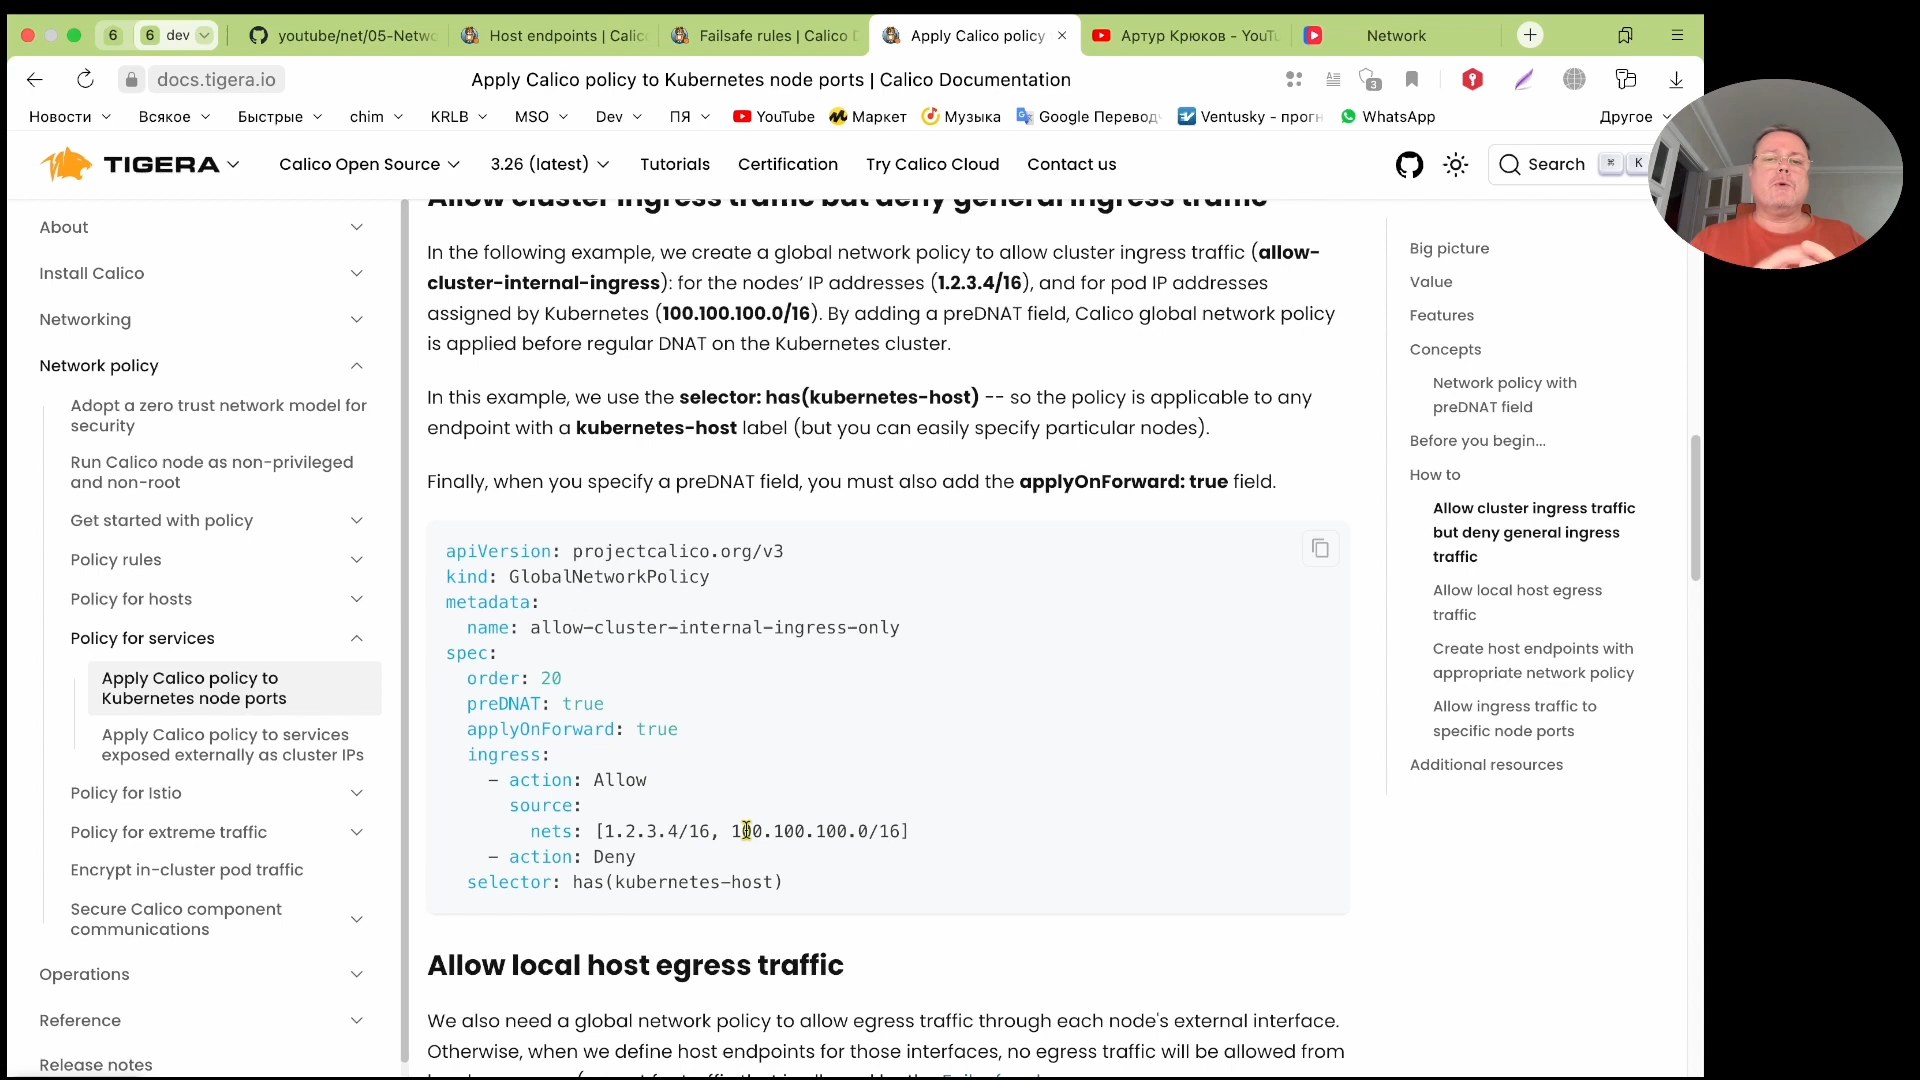 6
6 dev
youtube/net/05-Netwo
Host endpoints | Calic
Failsafe rules | Calico D
Apply Calico policy
Артур Крюков - YouTu
Network
docs.tigera.io
Apply Calico policy to Kubernetes node ports | Calico Documentation
3
Новости
Всякое
Быстрые
chim
KRLB
MSO
Dev
ПЯ
YouTube
Маркет
Музыка
Google Переводч
Ventusky - прогн
WhatsApp
Другое
TIGERA
Calico Open Source
3.26 (latest)
Tutorials
Certification
Try Calico Cloud
Contact us
Search
⌘ K
About
Install Calico
Networking
Network policy
Adopt a zero trust network model for
security
Run Calico node as non-privileged
and non-root
Get started with policy
Policy rules
Policy for hosts
Policy for services
Apply Calico policy to
Kubernetes node ports
Apply Calico policy to services
exposed externally as cluster IPs
Policy for Istio
Policy for extreme traffic
Encrypt in-cluster pod traffic
Secure Calico component
communications
Operations
Reference
Release notes
Allow cluster ingress traffic but deny general ingress traffic
In the following example, we create a global network policy to allow cluster ingress traffic (allow-
cluster-internal-ingress): for the nodes’ IP addresses (1.2.3.4/16), and for pod IP addresses
assigned by Kubernetes (100.100.100.0/16). By adding a preDNAT field, Calico global network policy
is applied before regular DNAT on the Kubernetes cluster.
In this example, we use the selector: has(kubernetes-host) -- so the policy is applicable to any
endpoint with a kubernetes-host label (but you can easily specify particular nodes).
Finally, when you specify a preDNAT field, you must also add the applyOnForward: true field.
apiVersion: projectcalico.org/v3
kind: GlobalNetworkPolicy
metadata:
name: allow-cluster-internal-ingress-only
spec:
order: 20
preDNAT: true
applyOnForward: true
ingress:
- action: Allow
source:
nets: [1.2.3.4/16, 100.100.100.0/16]
- action: Deny
selector: has(kubernetes-host)
Allow local host egress traffic
We also need a global network policy to allow egress traffic through each node's external interface.
Otherwise, when we define host endpoints for those interfaces, no egress traffic will be allowed from
Big picture
Value
Features
Concepts
Network policy with
preDNAT field
Before you begin...
How to
Allow cluster ingress traffic
but deny general ingress
traffic
Allow local host egress
traffic
Create host endpoints with
appropriate network policy
Allow ingress traffic to
specific node ports
Additional resources